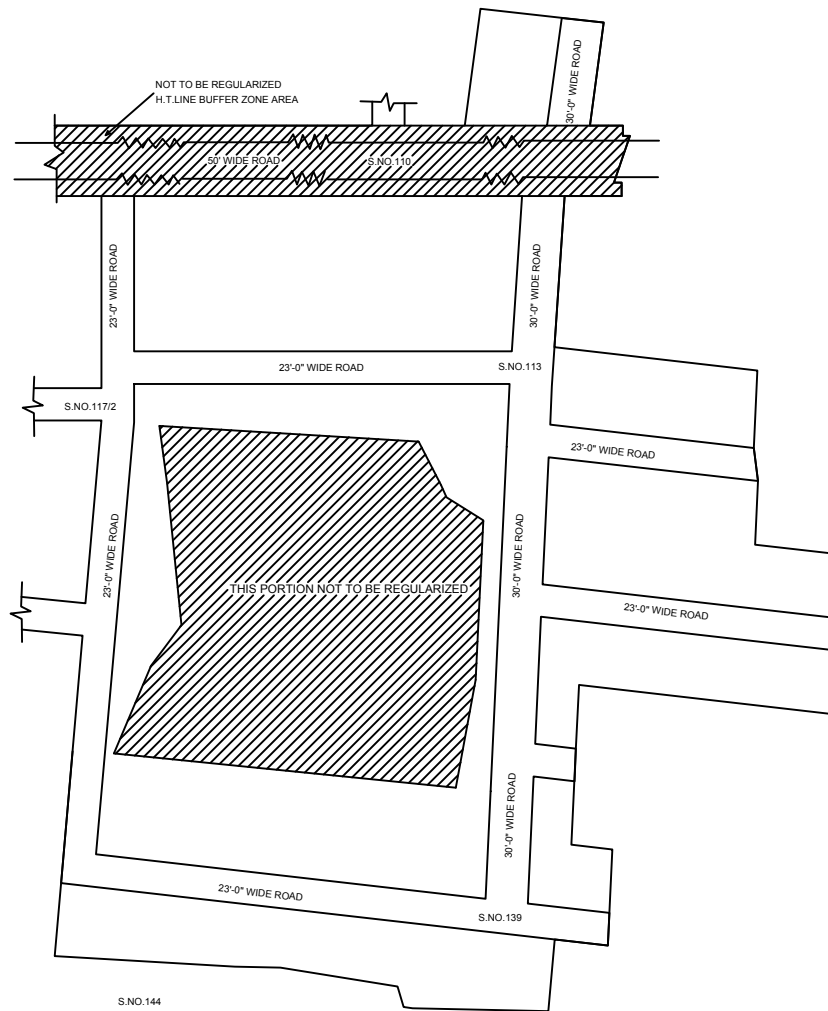 30'-0" WIDE ROAD
NOT TO BE REGULARIZED
H.T.LINE BUFFER ZONE AREA
50' WIDE ROAD
S.NO.110
23'-0" WIDE ROAD
30'-0" WIDE ROAD
23'-0" WIDE ROAD
S.NO.113
S.NO.117/2
23'-0" WIDE ROAD
23'-0" WIDE ROAD
30'-0" WIDE ROAD
THIS PORTION NOT TO BE REGULARIZED
23'-0" WIDE ROAD
30'-0" WIDE ROAD
23'-0" WIDE ROAD
S.NO.139
S.NO.144